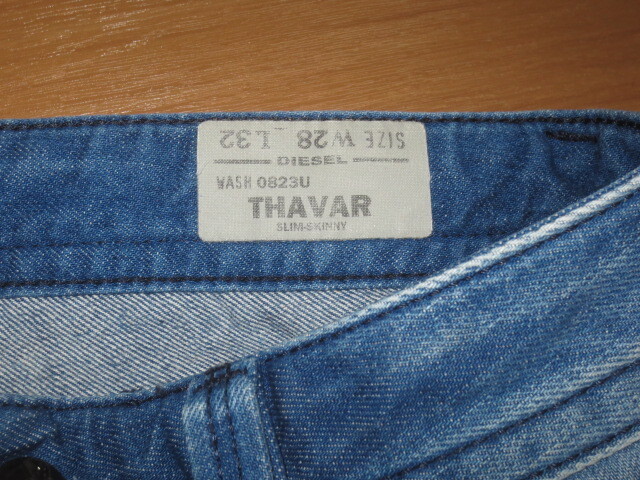 SIZE W28 L32
DIESEL
WASH 0823U
THAVAR
SLIM-SKINNY